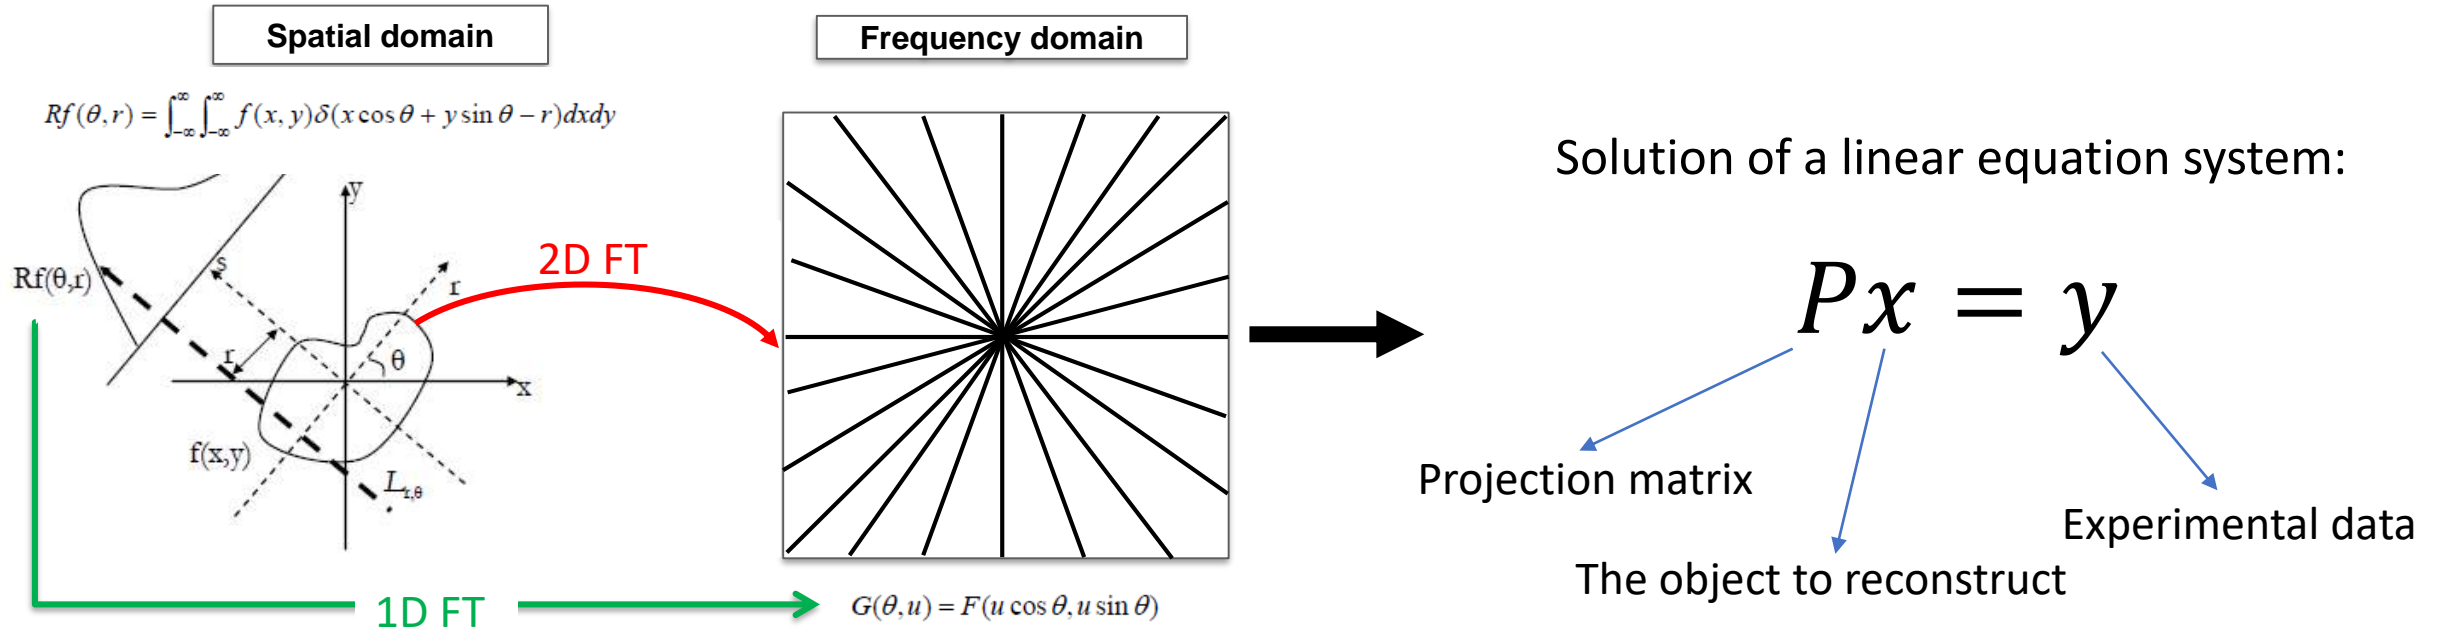 Spatial domain
Rf(θ,r) = ∫_{-∞}^{∞} ∫_{-∞}^{∞} f(x,y)δ(x cos θ + y sin θ − r)dxdy
y
s
Rf(θ,r)
r
r
θ
x
f(x,y)
L_{r,θ}
1D FT
2D FT
Frequency domain
G(θ,u) = F(u cos θ, u sin θ)
Solution of a linear equation system:
Px = y
Projection matrix
Experimental data
The object to reconstruct